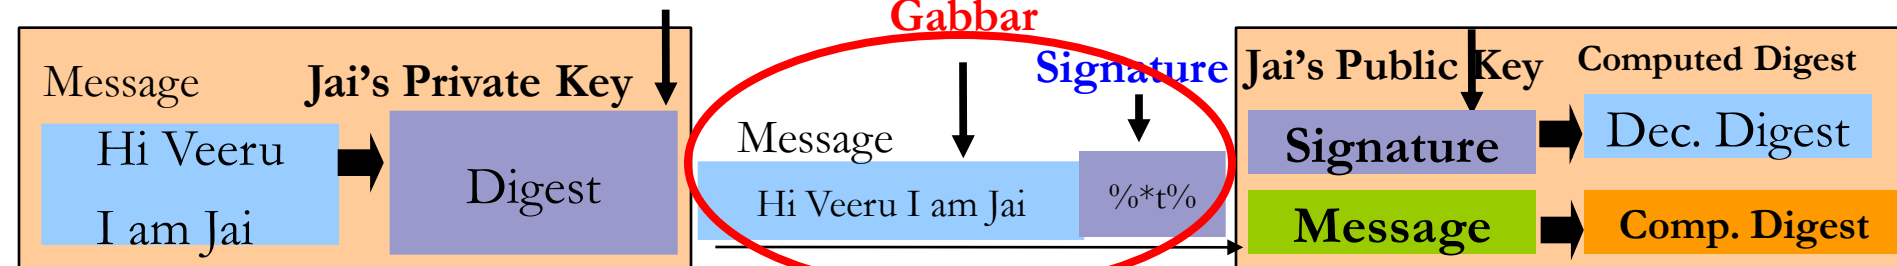 Message
Jai's Private Key
Hi Veeru
I am Jai
Digest
Gabbar
Signature
Message
Hi Veeru I am Jai
%*t%
Jai's Public Key
Computed Digest
Signature
Dec. Digest
Message
Comp. Digest